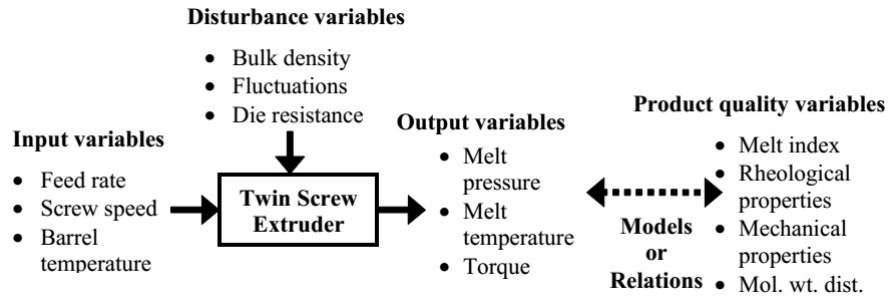 Disturbance variables
• Bulk density
• Fluctuations
• Die resistance
Input variables
• Feed rate
• Screw speed
• Barrel
temperature
Twin Screw
Extruder
Output variables
• Melt
pressure
• Melt
temperature
• Torque
Models
or
Relations
Product quality variables
• Melt index
• Rheological
properties
• Mechanical
properties
• Mol. wt. dist.